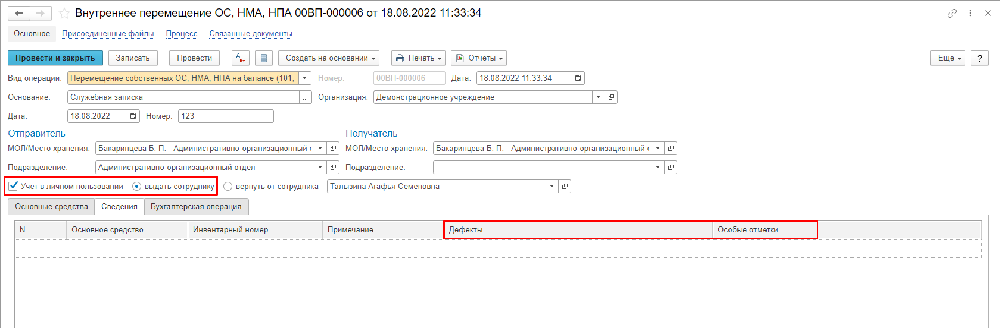 Внутреннее перемещение ОС, НМА, НПА 00ВП-000006 от 18.08.2022 11:33:34
Основное Присоединенные файлы Процесс Связанные документы
Провести и закрыть Записать Провести Дт Кт Создать на основании Печать Отчеты Еще ?
Вид операции: Перемещение собственных ОС, НМА, НПА на балансе (101, Номер: 00ВП-000006 Дата: 18.08.2022 11:33:34
Основание: Служебная записка ... Организация: Демонстрационное учреждение
Дата: 18.08.2022 Номер: 123
Отправитель Получатель
МОЛ/Место хранения: Бакаринцева Б. П. - Административно-организационный с МОЛ/Место хранения: Бакаринцева Б. П. - Административно-организационный с
Подразделение: Административно-организационный отдел Подразделение:
Учет в личном пользовании выдать сотруднику вернуть от сотрудника Талызина Агафья Семеновна
Основные средства Сведения Бухгалтерская операция
N Основное средство Инвентарный номер Примечание Дефекты Особые отметки